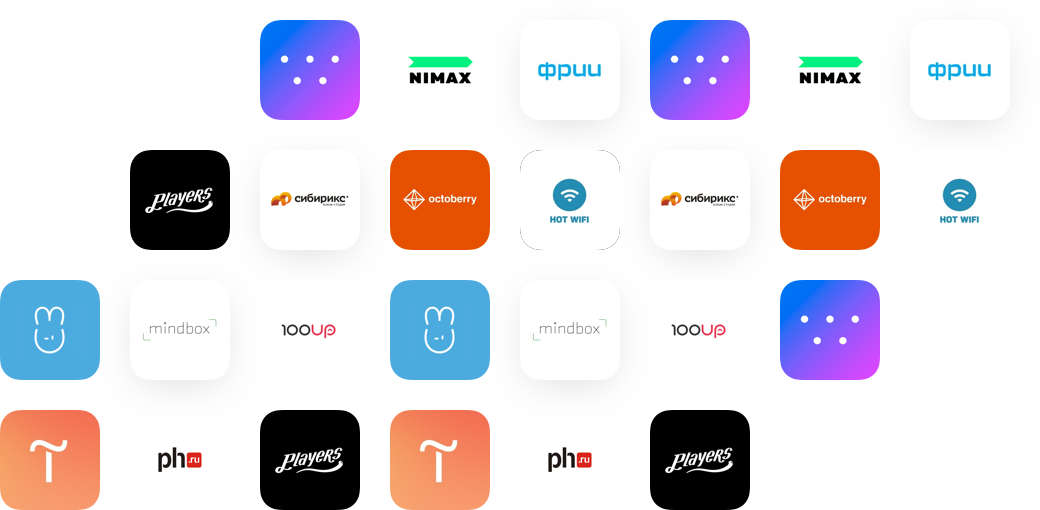 NIMAX
фрии
NIMAX
фрии
Players
сибирикс
octoberry
HOT WIFI
сибирикс
octoberry
HOT WIFI
mindbox
100UP
mindbox
100UP
ph.ru
Players
ph.ru
Players